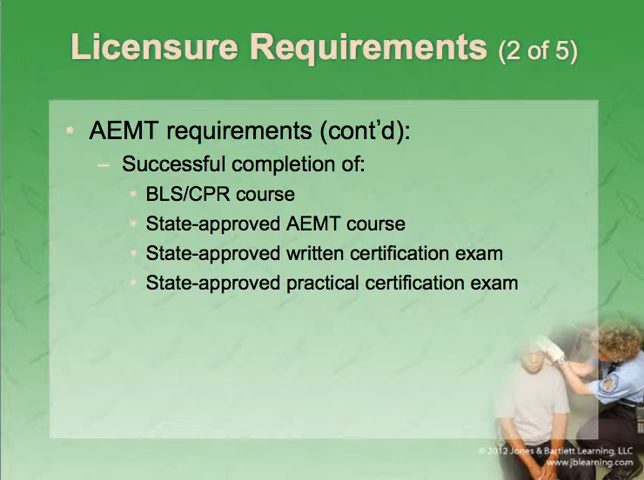 Licensure Requirements (2 of 5)
• AEMT requirements (cont'd):
– Successful completion of:
• BLS/CPR course
• State-approved AEMT course
• State-approved written certification exam
• State-approved practical certification exam
© 2012 Jones & Bartlett Learning, LLC
www.jblearning.com